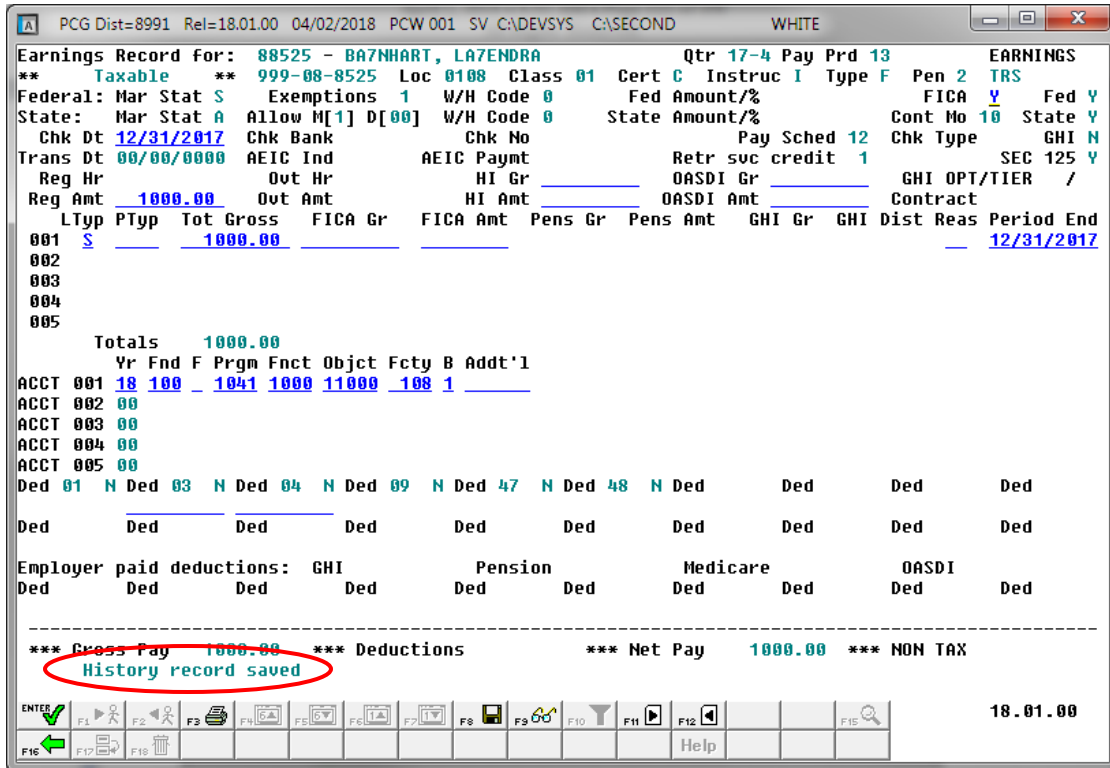 PCG Dist=8991 Rel=18.01.00 04/02/2018 PCW 001 SV C:\DEVSYS C:\SECOND WHITE
Earnings Record for: 88525 - BA7NHART, LA7ENDRA Qtr 17-4 Pay Prd 13 EARNINGS
** Taxable ** 999-08-8525 Loc 0108 Class 01 Cert C Instruc I Type F Pen 2 TRS
Federal: Mar Stat S Exemptions 1 W/H Code 0 Fed Amount/% FICA Y Fed Y
State: Mar Stat A Allow M[1] D[00] W/H Code 0 State Amount/% Cont Mo 10 State Y
Chk Dt 12/31/2017 Chk Bank Chk No Pay Sched 12 Chk Type GHI N
Trans Dt 00/00/0000 AEIC Ind AEIC Paymt Retr svc credit 1 SEC 125 Y
Reg Hr Ovt Hr HI Gr OASDI Gr GHI OPT/TIER /
Reg Amt 1000.00 Ovt Amt HI Amt OASDI Amt Contract
LTyp PTyp Tot Gross FICA Gr FICA Amt Pens Gr Pens Amt GHI Gr GHI Dist Reas Period End
001 S 1000.00 12/31/2017
002
003
004
005
Totals 1000.00
Yr Fnd F Prgm Fnct Objct Fcty B Addt'l
ACCT 001 18 100 _ 1041 1000 11000 108 1
ACCT 002 00
ACCT 003 00
ACCT 004 00
ACCT 005 00
Ded 01 N Ded 03 N Ded 04 N Ded 09 N Ded 47 N Ded 48 N Ded Ded Ded Ded
Ded Ded Ded Ded Ded Ded Ded Ded Ded Ded
Employer paid deductions: GHI Pension Medicare OASDI
Ded Ded Ded Ded Ded Ded Ded Ded Ded Ded
*** Gross Pay 1000.00 *** Deductions *** Net Pay 1000.00 *** NON TAX
History record saved
ENTER F1 F2 F3 F4 F5 F6 F7 F8 F9 F10 F11 F12 F15 18.01.00
F16 F17 F18 Help